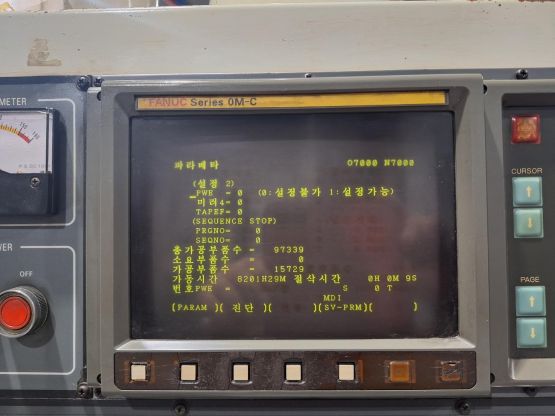 FANUC Series 0M-C
METER
파라메타 O7000 N7000
(설정 2)
PWE = 0 (0:설정불가 1:설정가능)
미러4= 0
TAPEF= 0
(SEQUENCE STOP)
PRGNO= 0
SEQNO= 0
총가공부품수 = 97339
소요부품수 = 0
가공부품수 = 15729
가동시간 8201H29M 절삭시간 0H 0M 9S
번호PWE = S 0 T
MDI
(PARAM )( 진단 )( )(SV-PRM)( )
CURSOR
PAGE
OFF